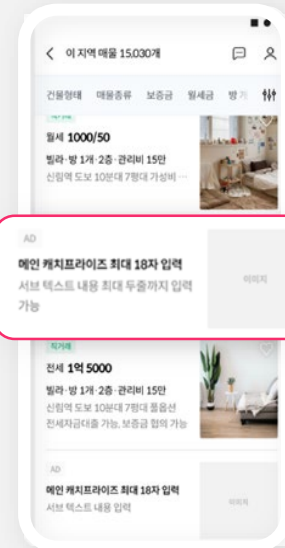 이 지역 매물 15,030개
건물형태 매물종류 보증금 월세금 방
월세 1000/50
빌라·방 1개·2층·관리비 15만
신림역 도보 10분대 7평대 가성비 ···
AD
메인 캐치프라이즈 최대 18자 입력
서브 텍스트 내용 최대 두줄까지 입력
가능
이미지
직거래
전세 1억 5000
빌라·방 1개·2층·관리비 15만
신림역 도보 10분대 7평대 풀옵션
전세자금대출 가능, 보증금 협의 가능
AD
메인 캐치프라이즈 최대 18자 입력
서브 텍스트 내용 입력
이미지